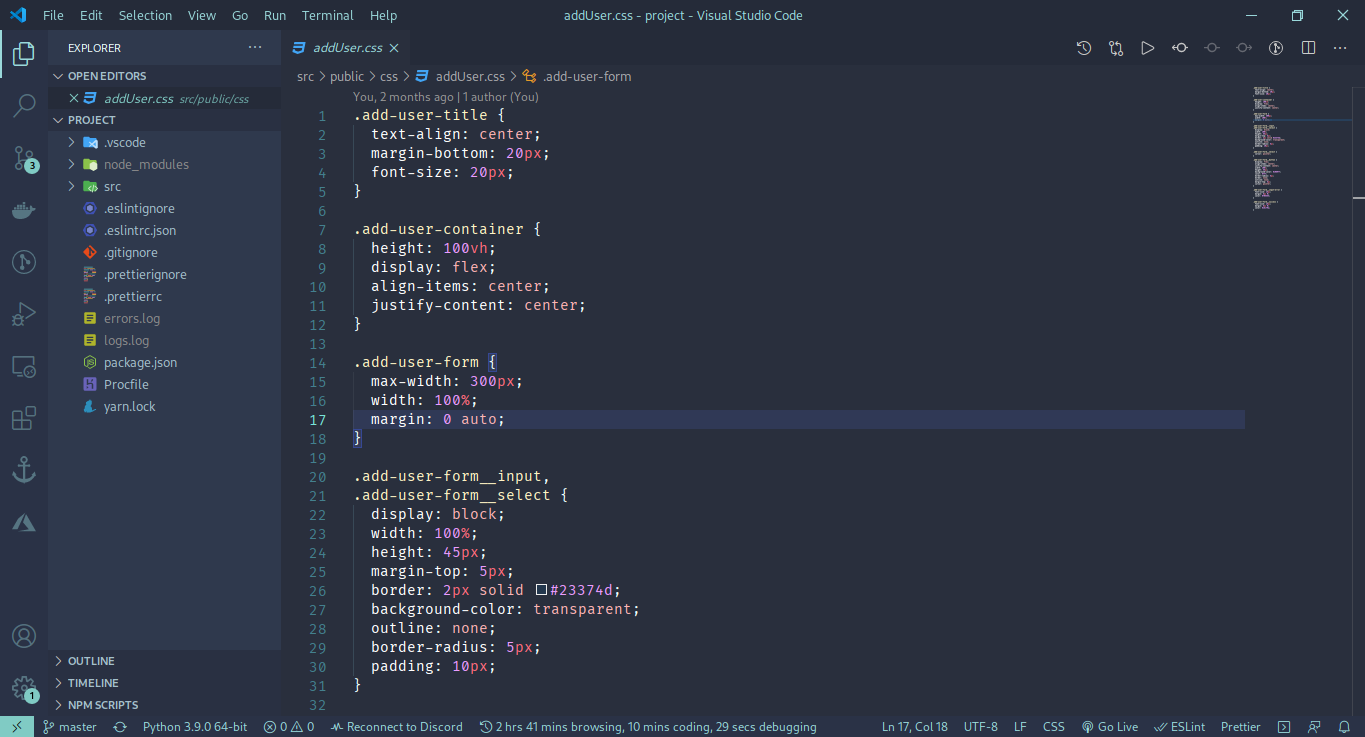 File Edit Selection View Go Run Terminal Help addUser.css - project - Visual Studio Code
EXPLORER
OPEN EDITORS
addUser.css src/public/css
PROJECT
.vscode
node_modules
src
.eslintignore
.eslintrc.json
.gitignore
.prettierignore
.prettierrc
errors.log
logs.log
package.json
Procfile
yarn.lock
OUTLINE
TIMELINE
NPM SCRIPTS
3
1
addUser.css
src > public > css > addUser.css > .add-user-form
You, 2 months ago | 1 author (You)
1 .add-user-title {
2 text-align: center;
3 margin-bottom: 20px;
4 font-size: 20px;
5 }
6
7 .add-user-container {
8 height: 100vh;
9 display: flex;
10 align-items: center;
11 justify-content: center;
12 }
13
14 .add-user-form {
15 max-width: 300px;
16 width: 100%;
17 margin: 0 auto;
18 }
19
20 .add-user-form__input,
21 .add-user-form__select {
22 display: block;
23 width: 100%;
24 height: 45px;
25 margin-top: 5px;
26 border: 2px solid #23374d;
27 background-color: transparent;
28 outline: none;
29 border-radius: 5px;
30 padding: 10px;
31 }
32
master Python 3.9.0 64-bit 0 0 Reconnect to Discord 2 hrs 41 mins browsing, 10 mins coding, 29 secs debugging Ln 17, Col 18 UTF-8 LF CSS Go Live ESLint Prettier